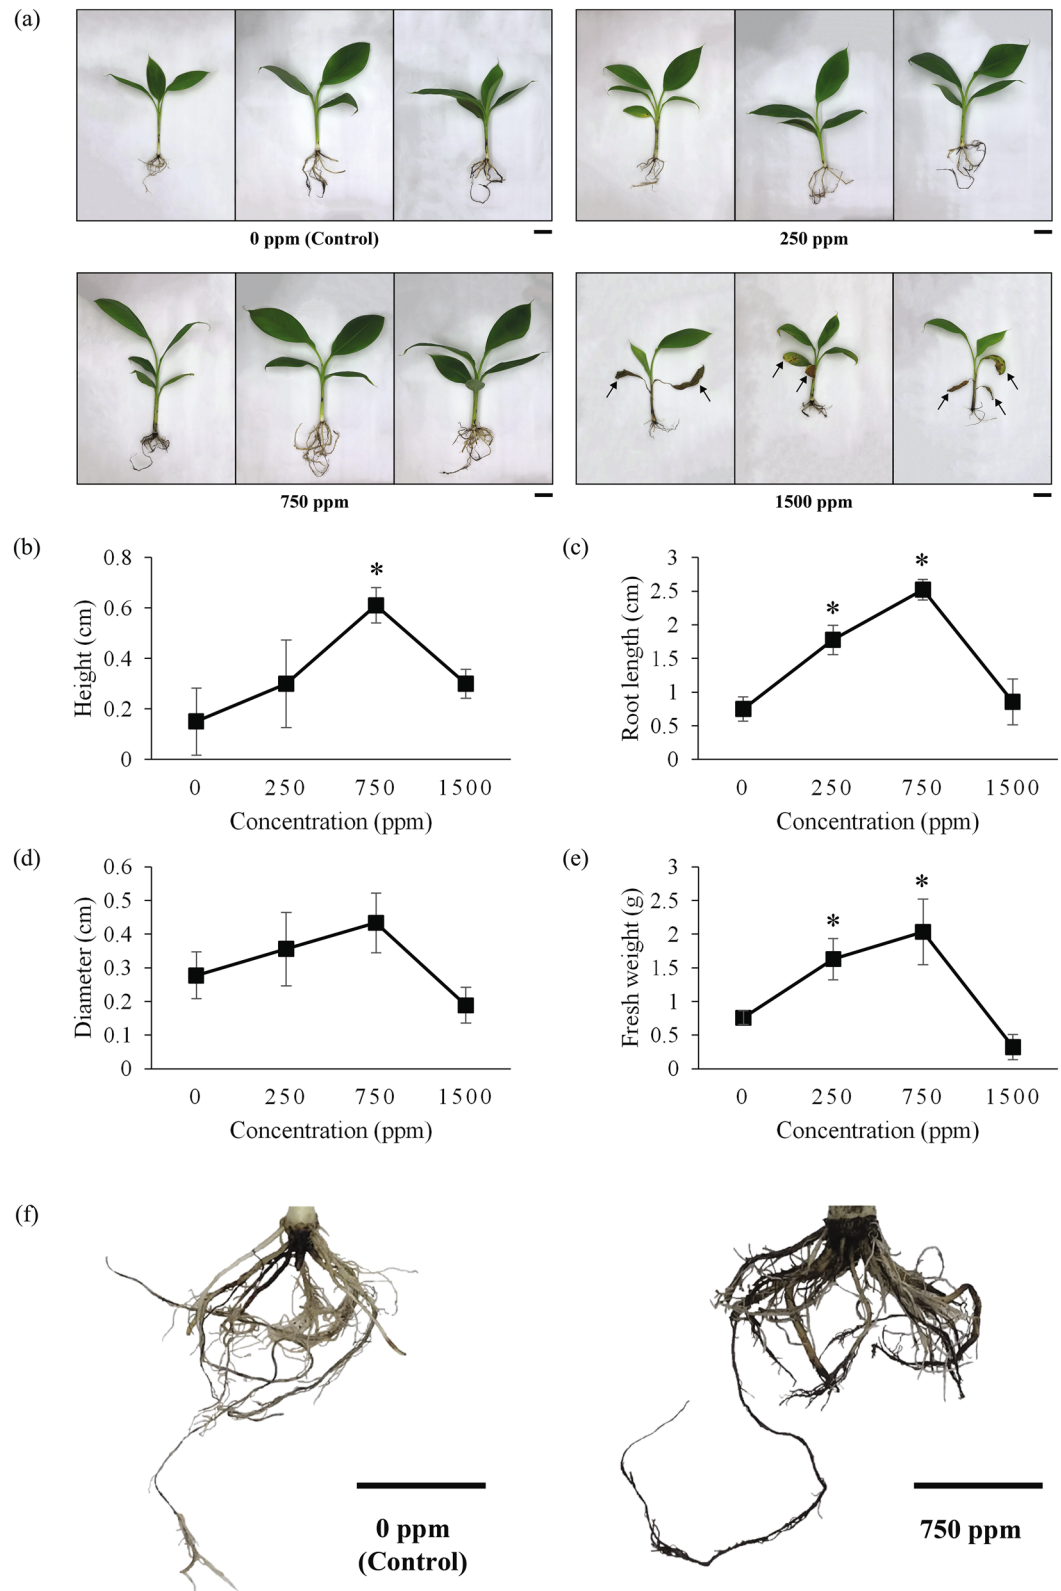 (a)
0 ppm (Control)
250 ppm
750 ppm
1500 ppm
(b)
Height (cm)
0.8
0.6
0.4
0.2
0
*
0 250 750 1500
Concentration (ppm)
(c)
Root length (cm)
3
2.5
2
1.5
1
0.5
0
*
*
0 250 750 1500
Concentration (ppm)
(d)
Diameter (cm)
0.6
0.5
0.4
0.3
0.2
0.1
0
0 250 750 1500
Concentration (ppm)
(e)
Fresh weight (g)
3
2.5
2
1.5
1
0.5
0
*
*
0 250 750 1500
Concentration (ppm)
(f)
0 ppm
(Control)
750 ppm